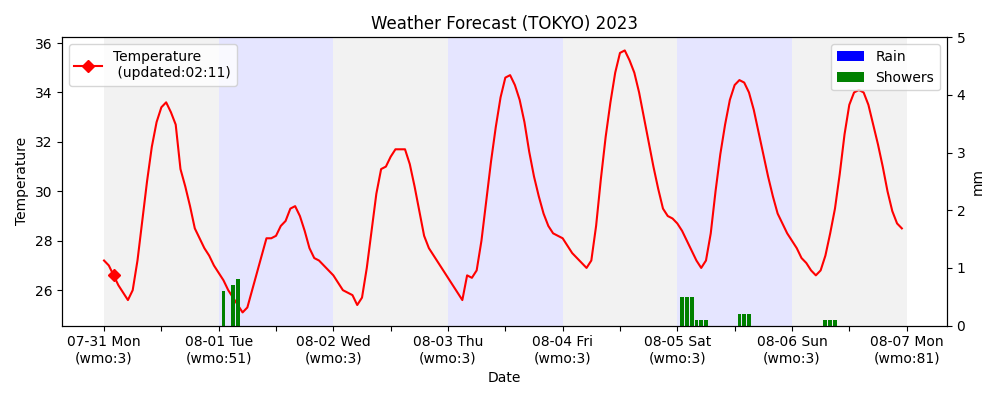 Weather Forecast (TOKYO) 2023
Temperature
(updated:02:11)
Rain
Showers
36
34
32
30
28
26
Temperature
5
4
3
2
1
0
mm
07-31 Mon
(wmo:3)
08-01 Tue
(wmo:51)
08-02 Wed
(wmo:3)
08-03 Thu
(wmo:3)
08-04 Fri
(wmo:3)
08-05 Sat
(wmo:3)
08-06 Sun
(wmo:3)
08-07 Mon
(wmo:81)
Date